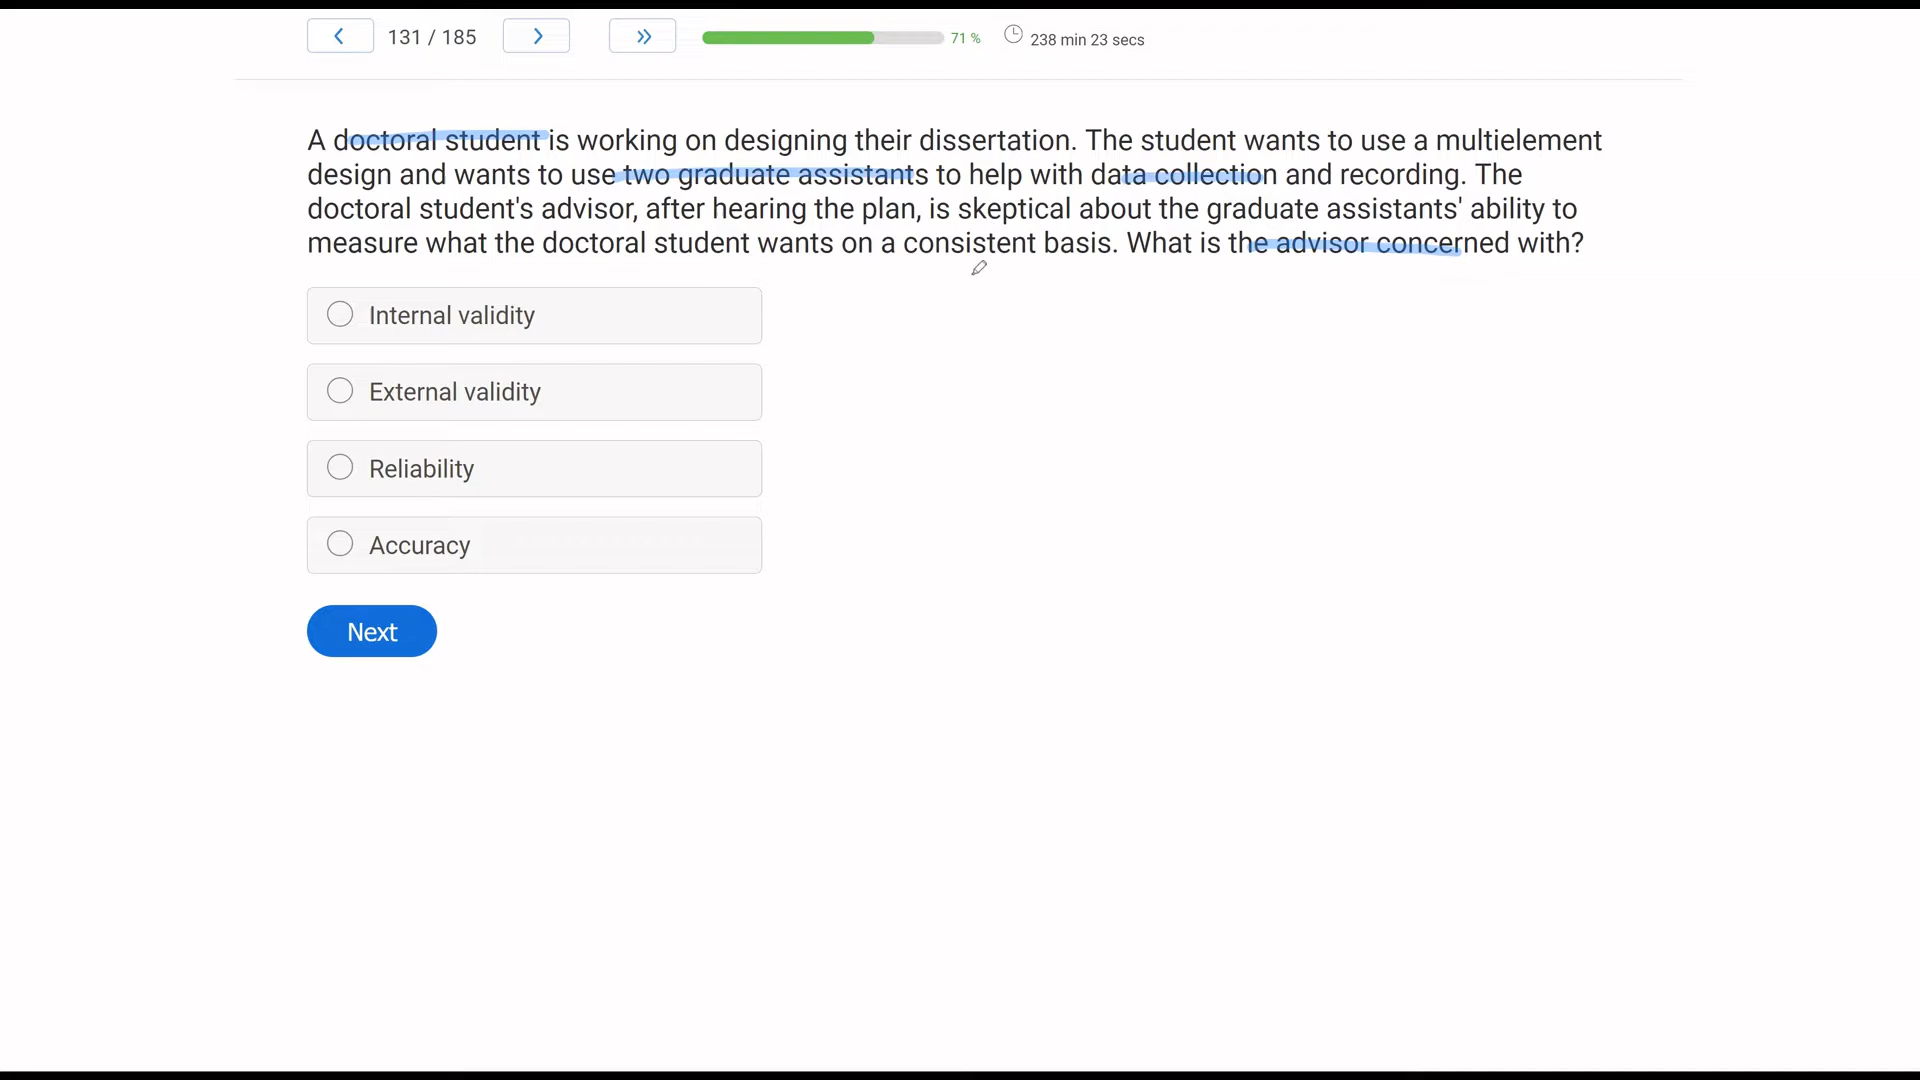 131 / 185
71 %
238 min 23 secs
A doctoral student is working on designing their dissertation. The student wants to use a multielement
design and wants to use two graduate assistants to help with data collection and recording. The
doctoral student's advisor, after hearing the plan, is skeptical about the graduate assistants' ability to
measure what the doctoral student wants on a consistent basis. What is the advisor concerned with?
Internal validity
External validity
Reliability
Accuracy
Next